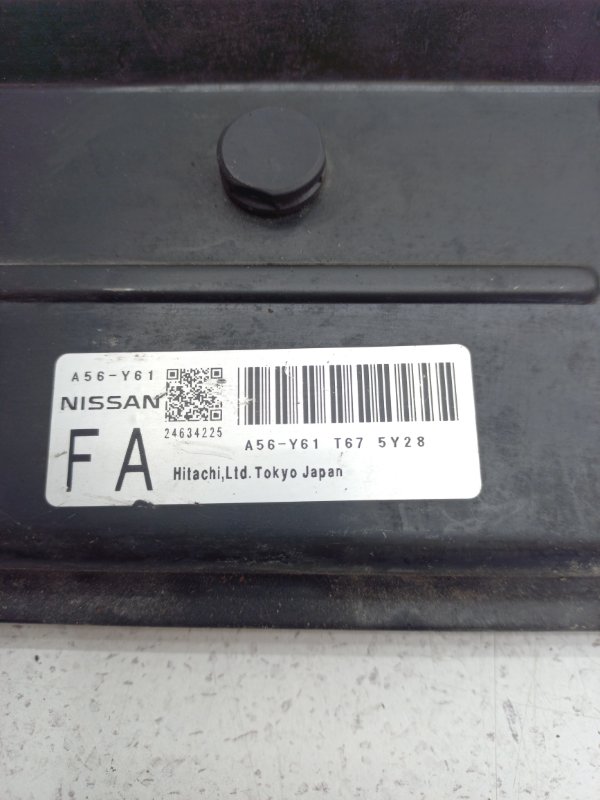 A56-Y61
NISSAN
24634225
A56-Y61 T67 5Y28
FA
Hitachi,Ltd. Tokyo Japan